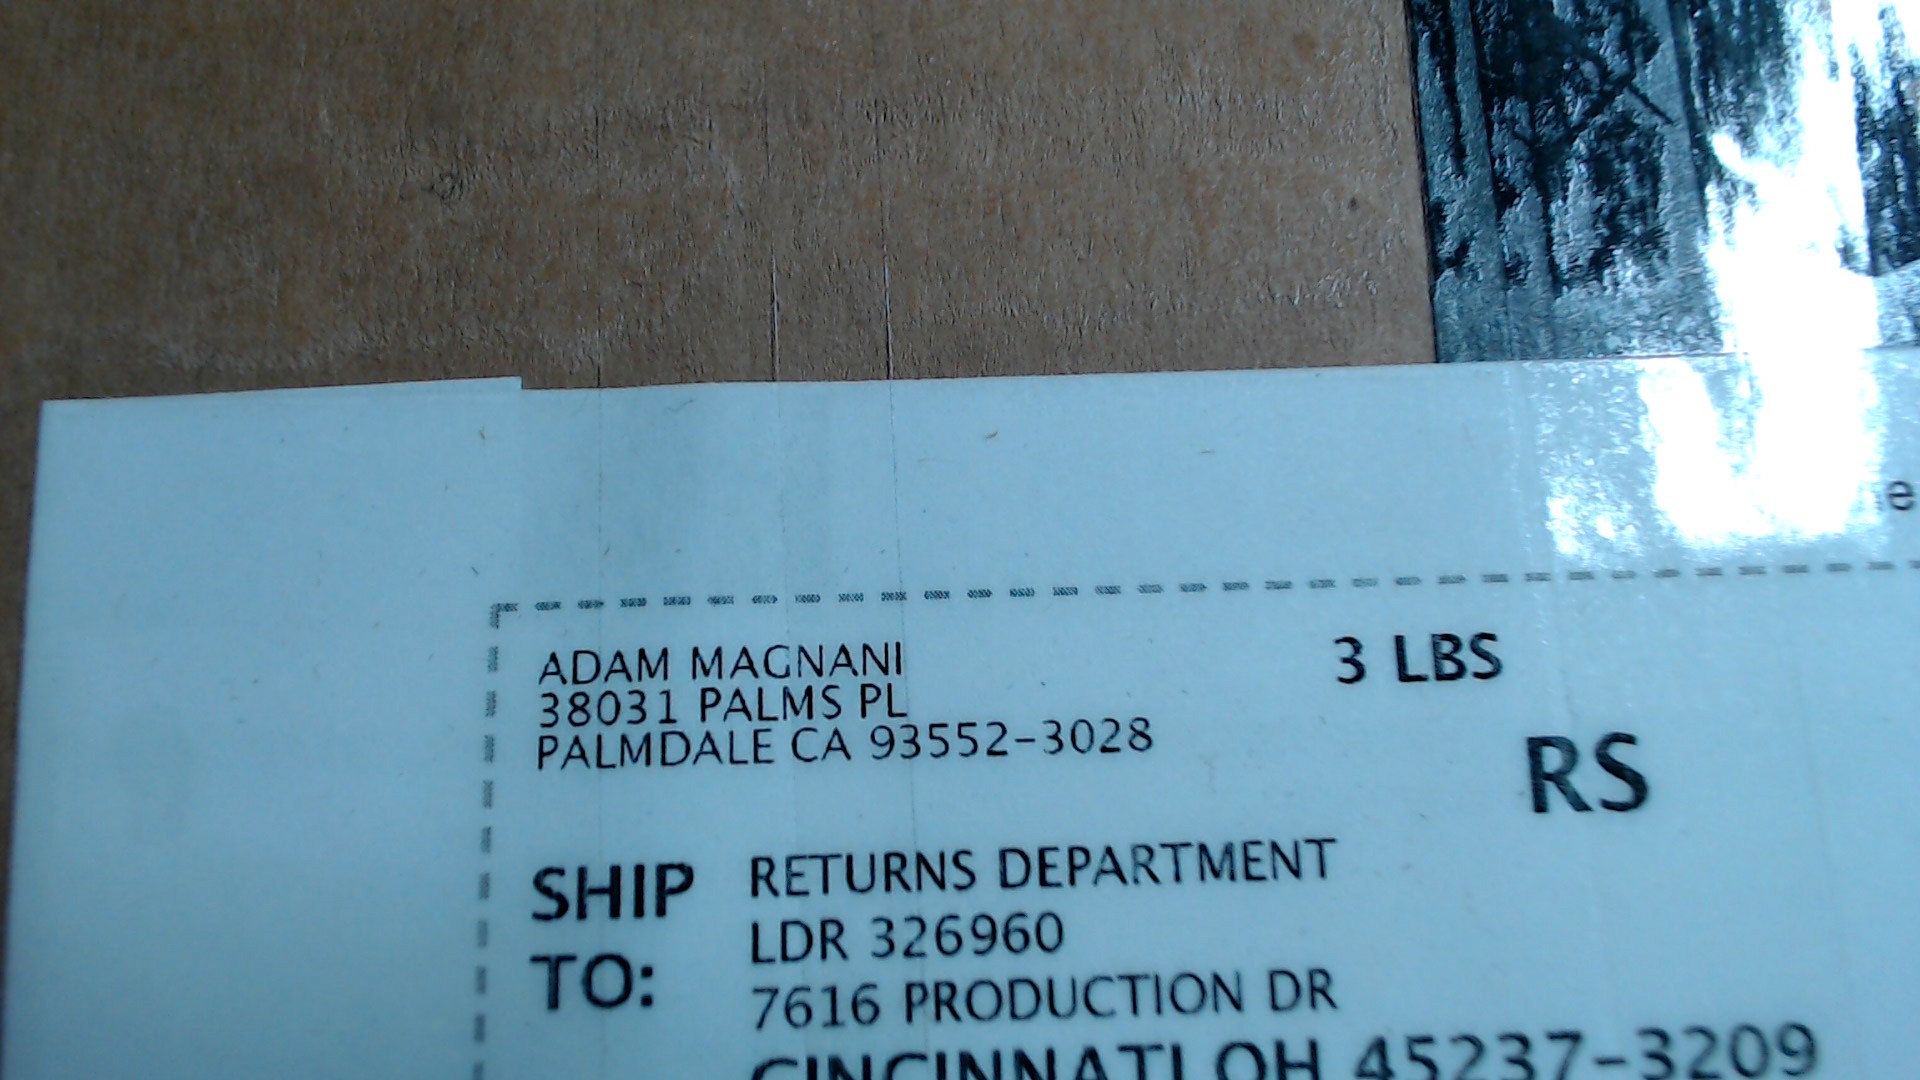 ADAM MAGNANI
38031 PALMS PL
PALMDALE CA 93552-3028
3 LBS
RS
SHIP TO:
RETURNS DEPARTMENT
LDR 326960
7616 PRODUCTION DR
CINCINNATI OH 45237-3209